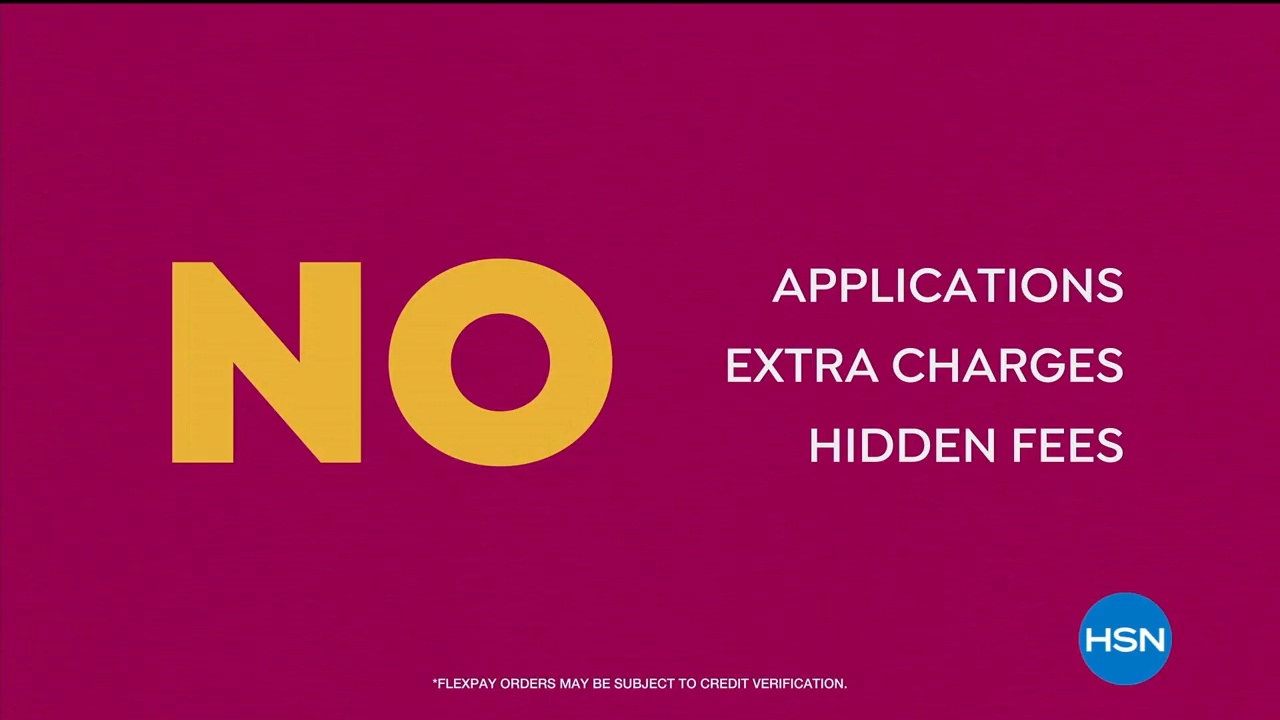 NO
APPLICATIONS
EXTRA CHARGES
HIDDEN FEES
HSN
*FLEXPAY ORDERS MAY BE SUBJECT TO CREDIT VERIFICATION.